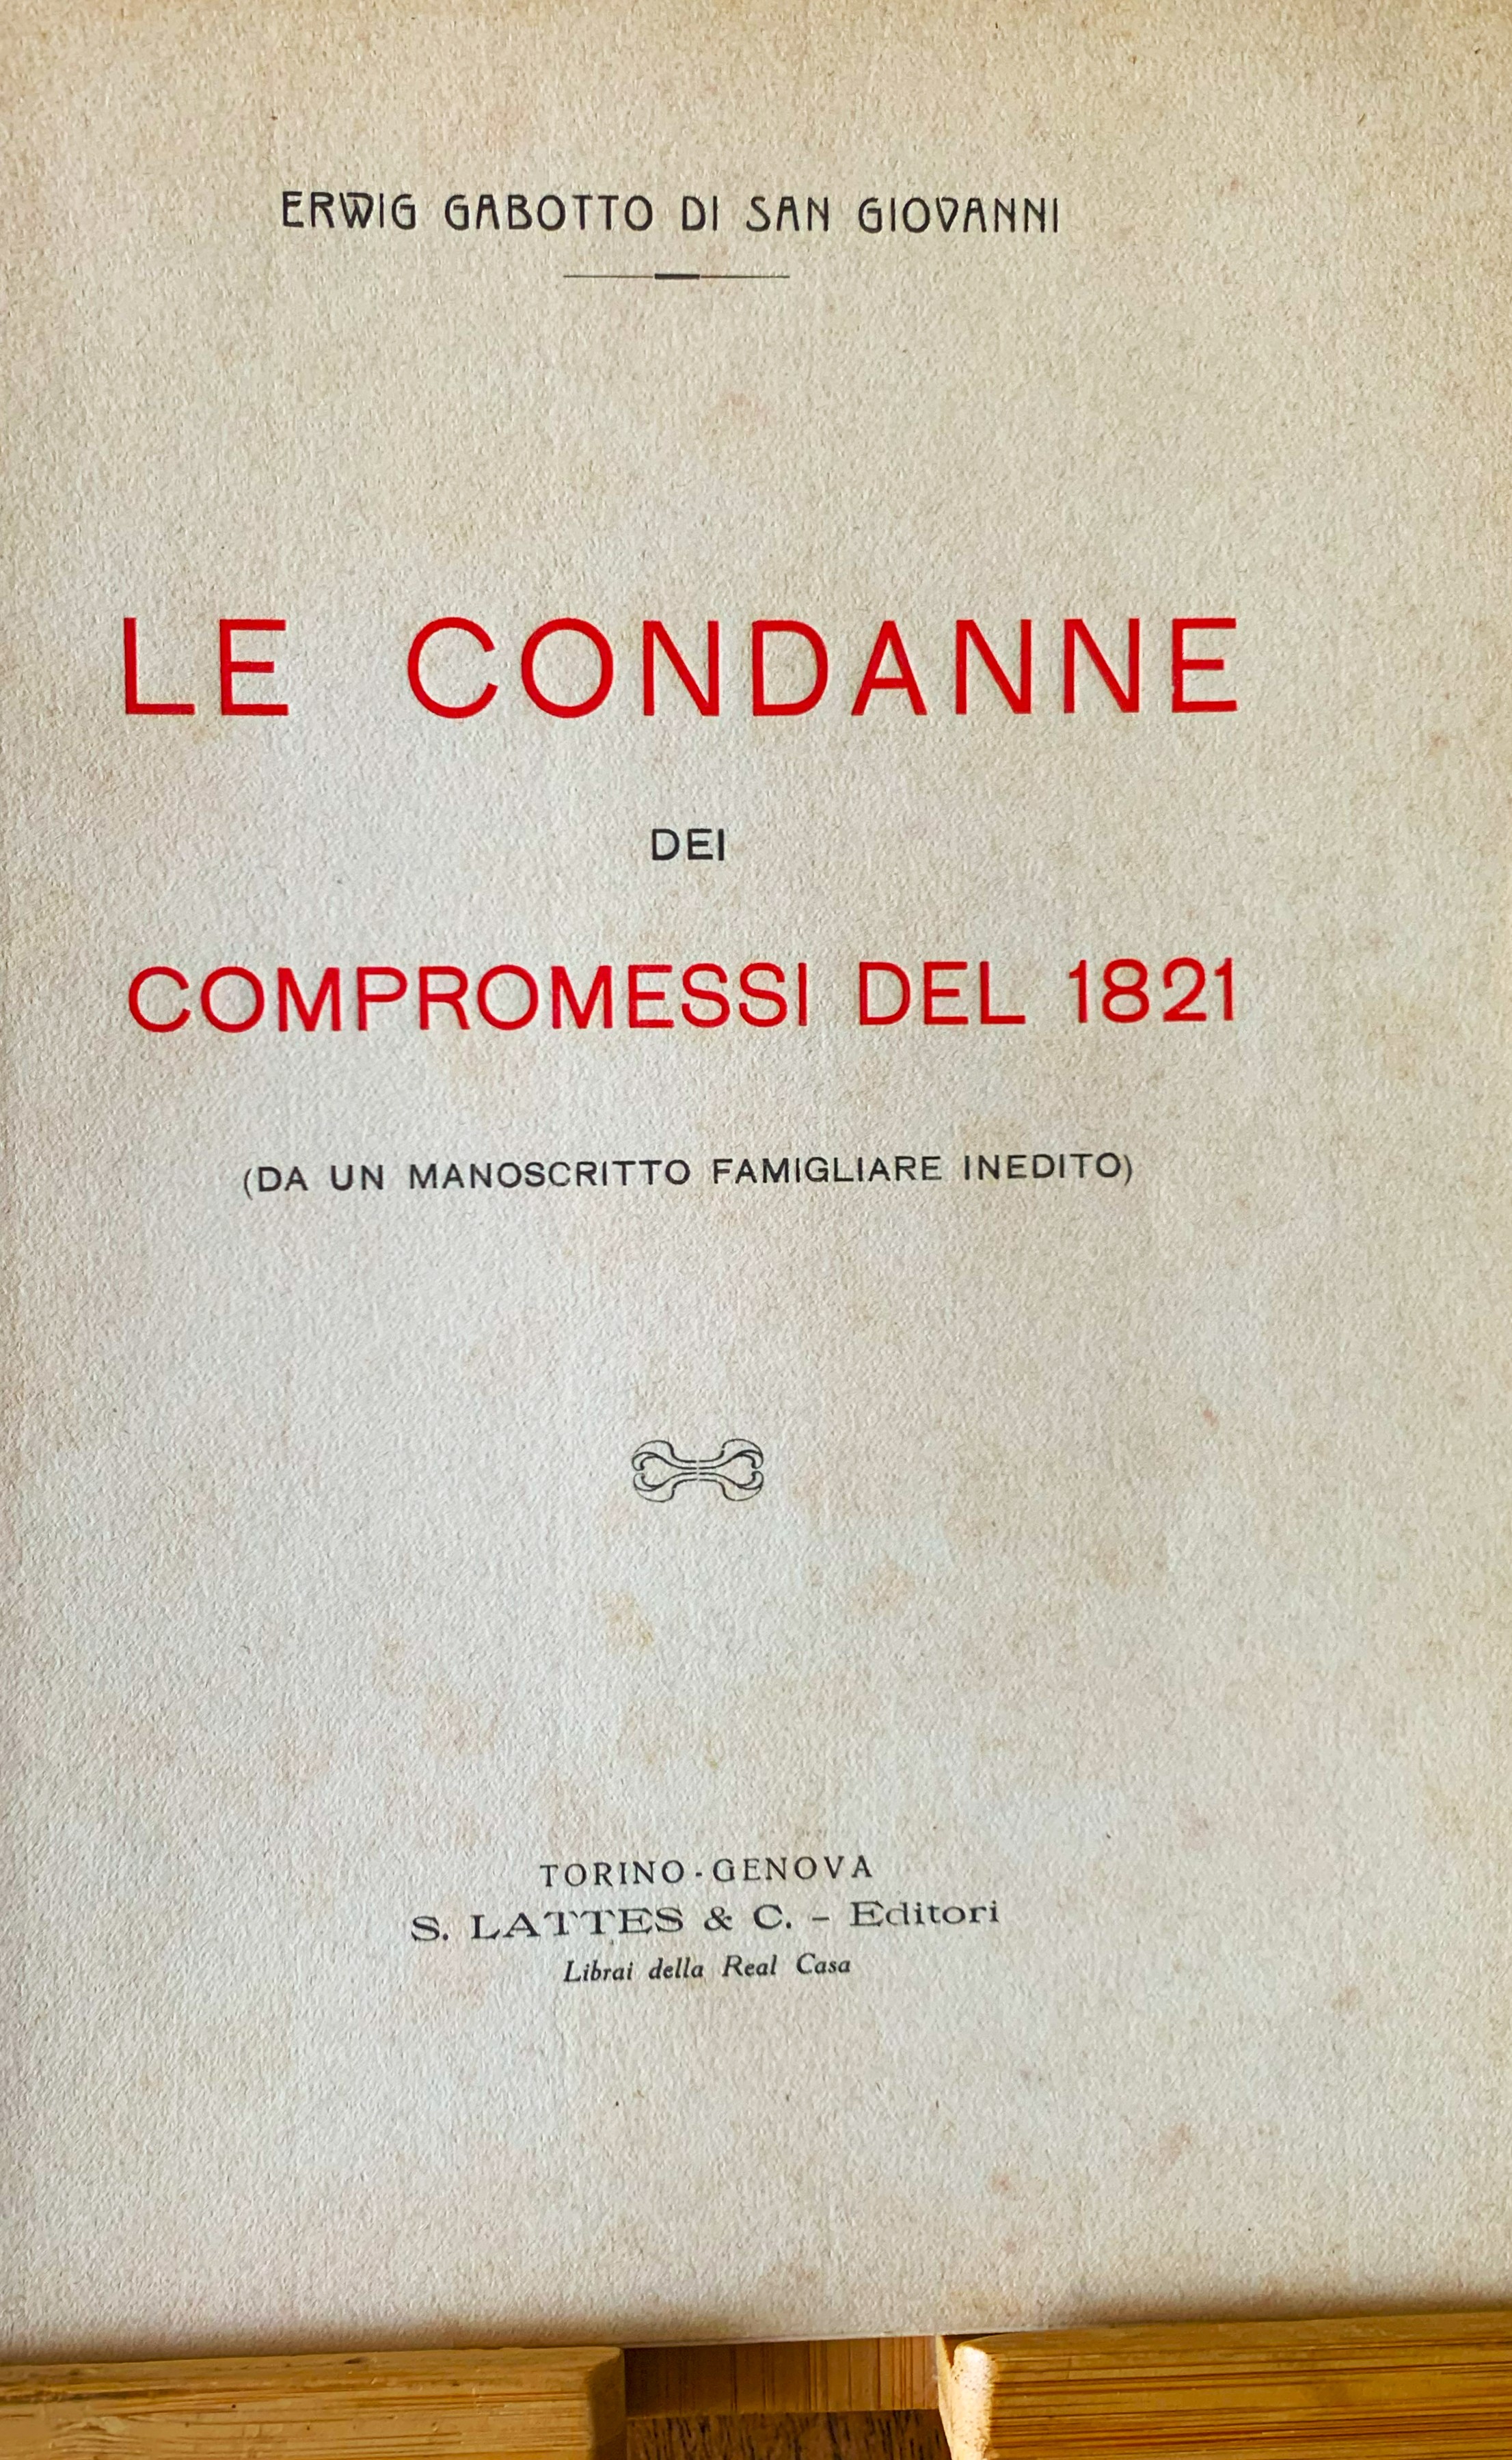 ERWIG GABOTTO DI SAN GIOVANNI
LE CONDANNE
DEI
COMPROMESSI DEL 1821
(DA UN MANOSCRITTO FAMIGLIARE INEDITO)
TORINO - GENOVA
S. LATTES & C. - Editori
Librai della Real Casa